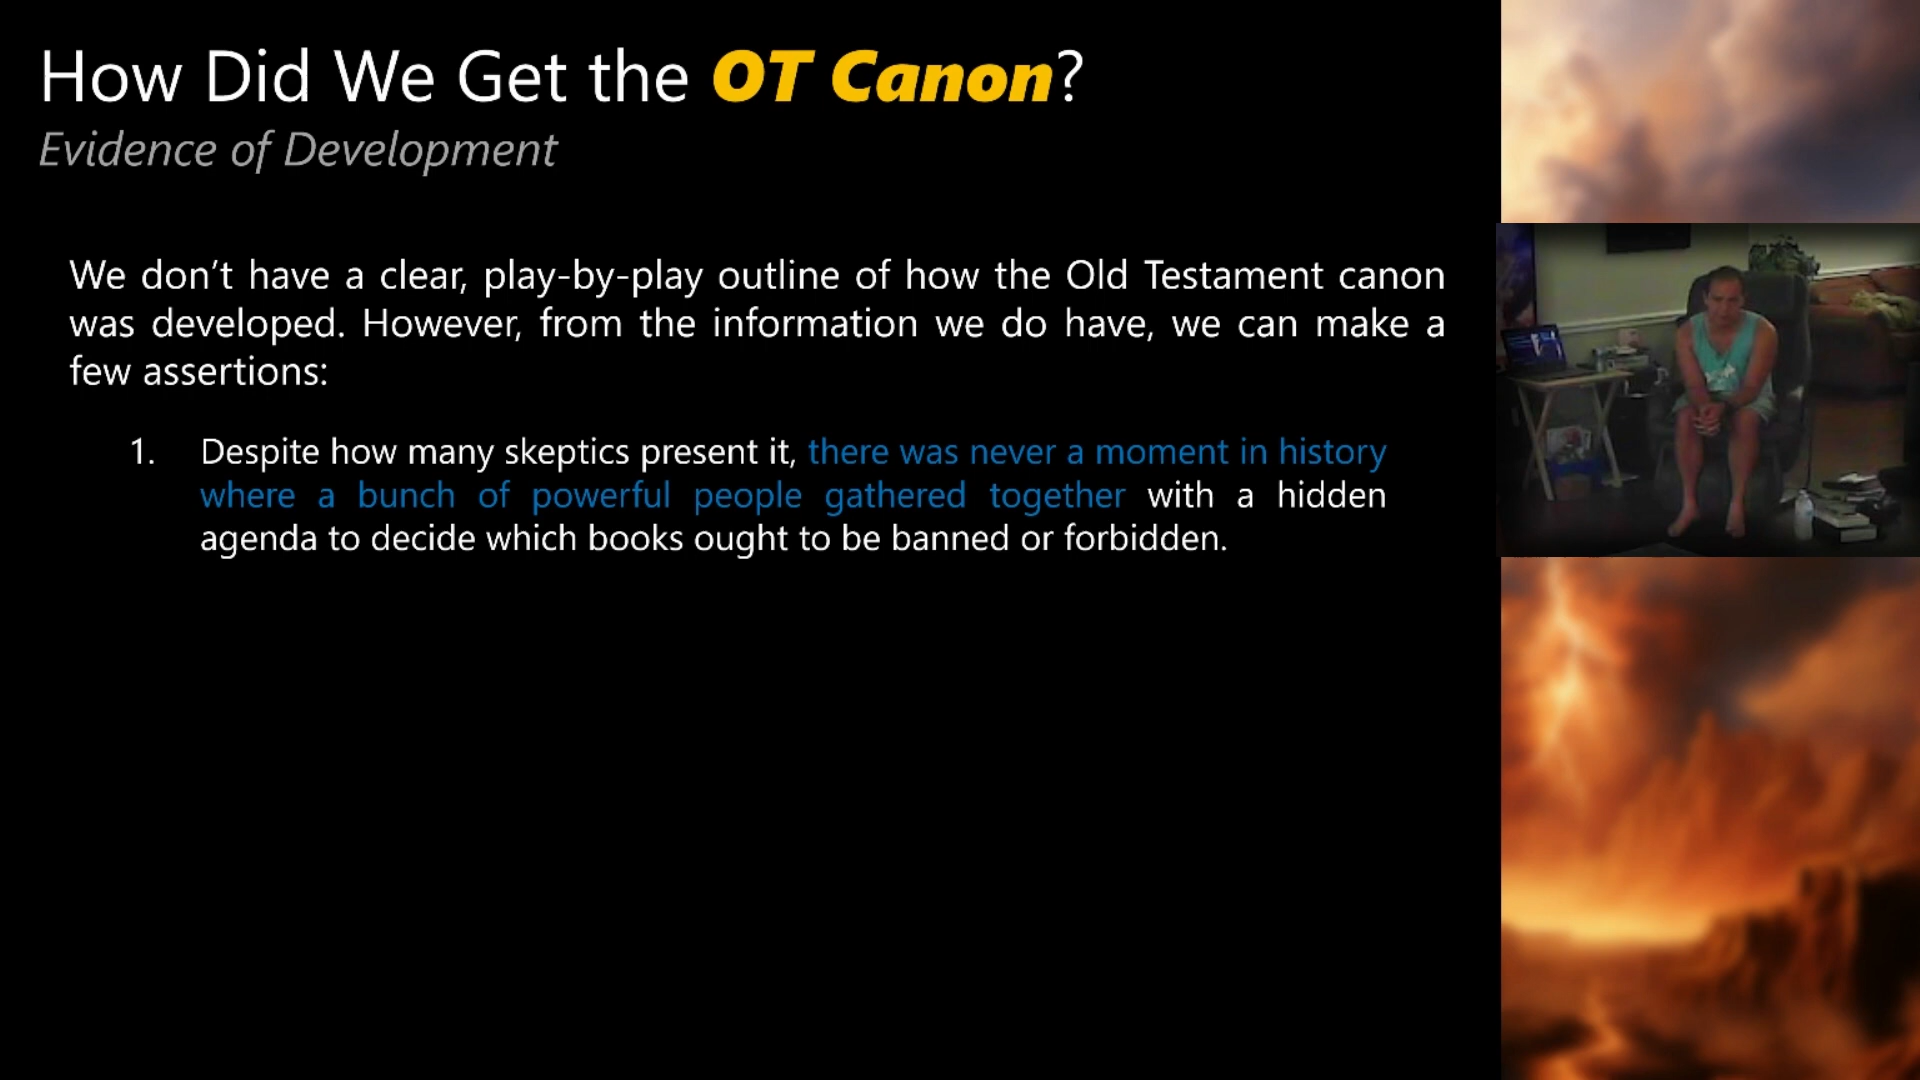 How Did We Get the OT Canon?
Evidence of Development
We don’t have a clear, play-by-play outline of how the Old Testament canon
was developed. However, from the information we do have, we can make a
few assertions:
1. Despite how many skeptics present it, there was never a moment in history
where a bunch of powerful people gathered together with a hidden
agenda to decide which books ought to be banned or forbidden.